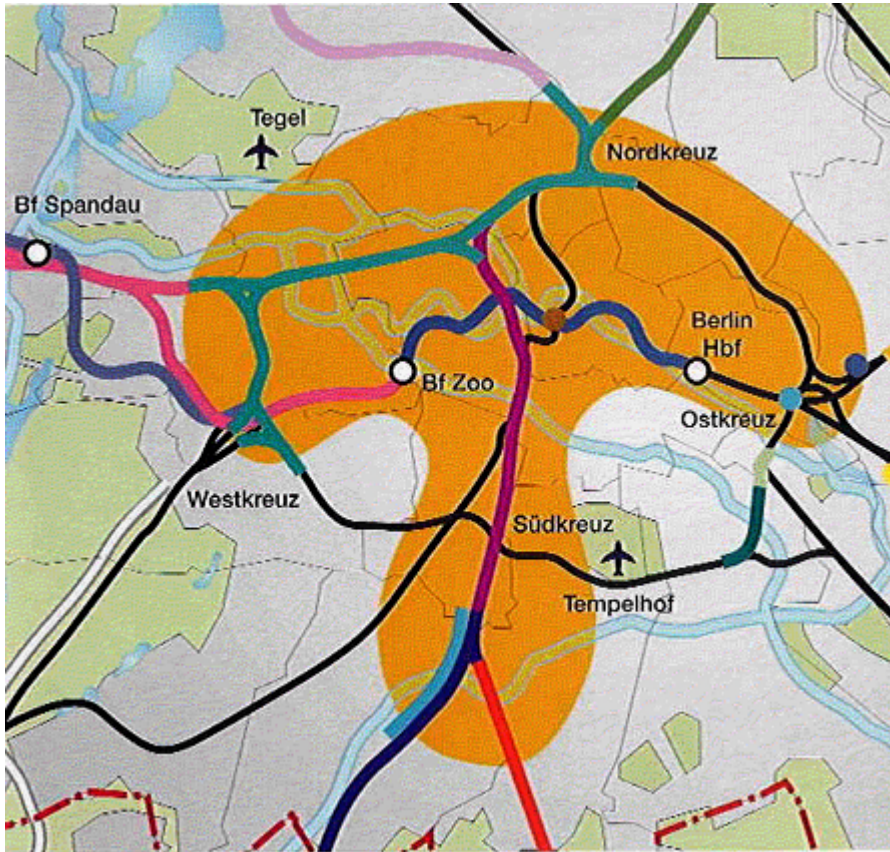 Tegel
Nordkreuz
Bf Spandau
Berlin
Hbf
Bf Zoo
Ostkreuz
Westkreuz
Südkreuz
Tempelhof